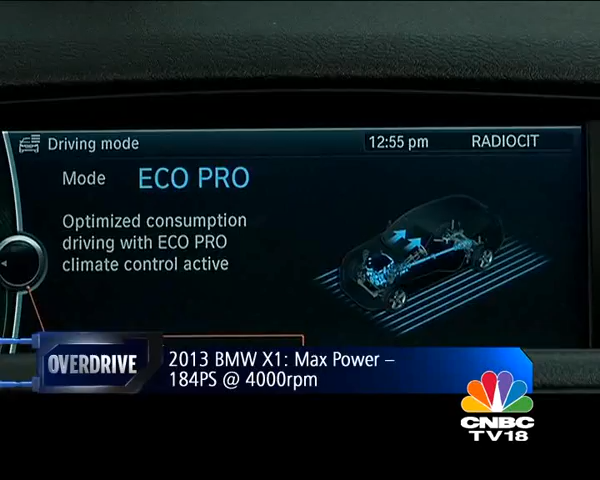 Driving mode
12:55 pm
RADIOCIT
Mode ECO PRO
Optimized consumption
driving with ECO PRO
climate control active
OVERDRIVE
2013 BMW X1: Max Power –
184PS @ 4000rpm
CNBC
TV18